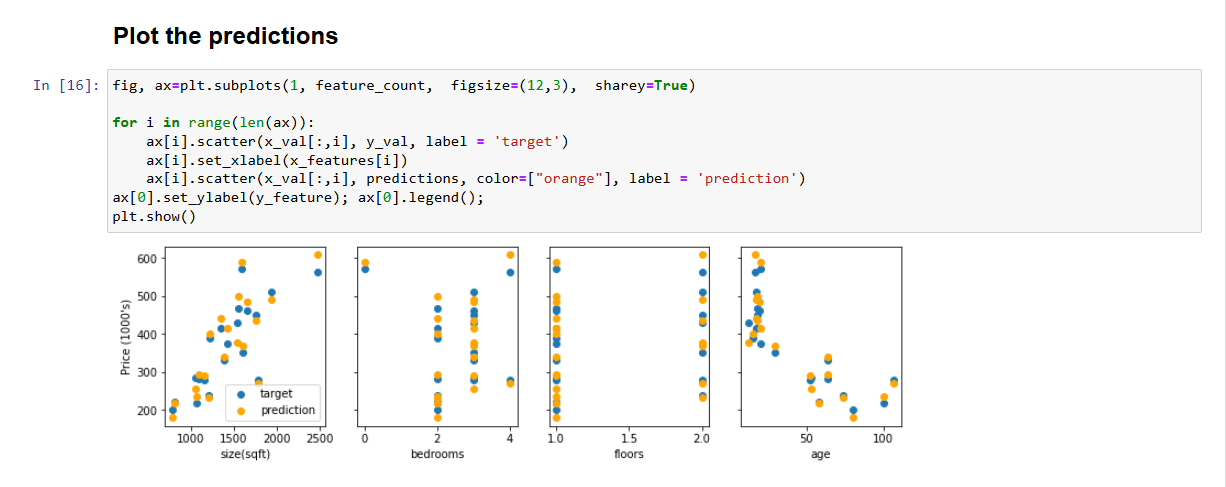 Plot the predictions
In [16]: fig, ax=plt.subplots(1, feature_count,  figsize=(12,3),  sharey=True)
for i in range(len(ax)):
    ax[i].scatter(x_val[:,i], y_val, label = 'target')
    ax[i].set_xlabel(x_features[i])
    ax[i].scatter(x_val[:,i], predictions, color=["orange"], label = 'prediction')
ax[0].set_ylabel(y_feature); ax[0].legend();
plt.show()
600
500
400
300
200
Price (1000's)
target
prediction
1000 1500 2000 2500
size(sqft)
0 2 4
bedrooms
1.0 1.5 2.0
floors
50 100
age